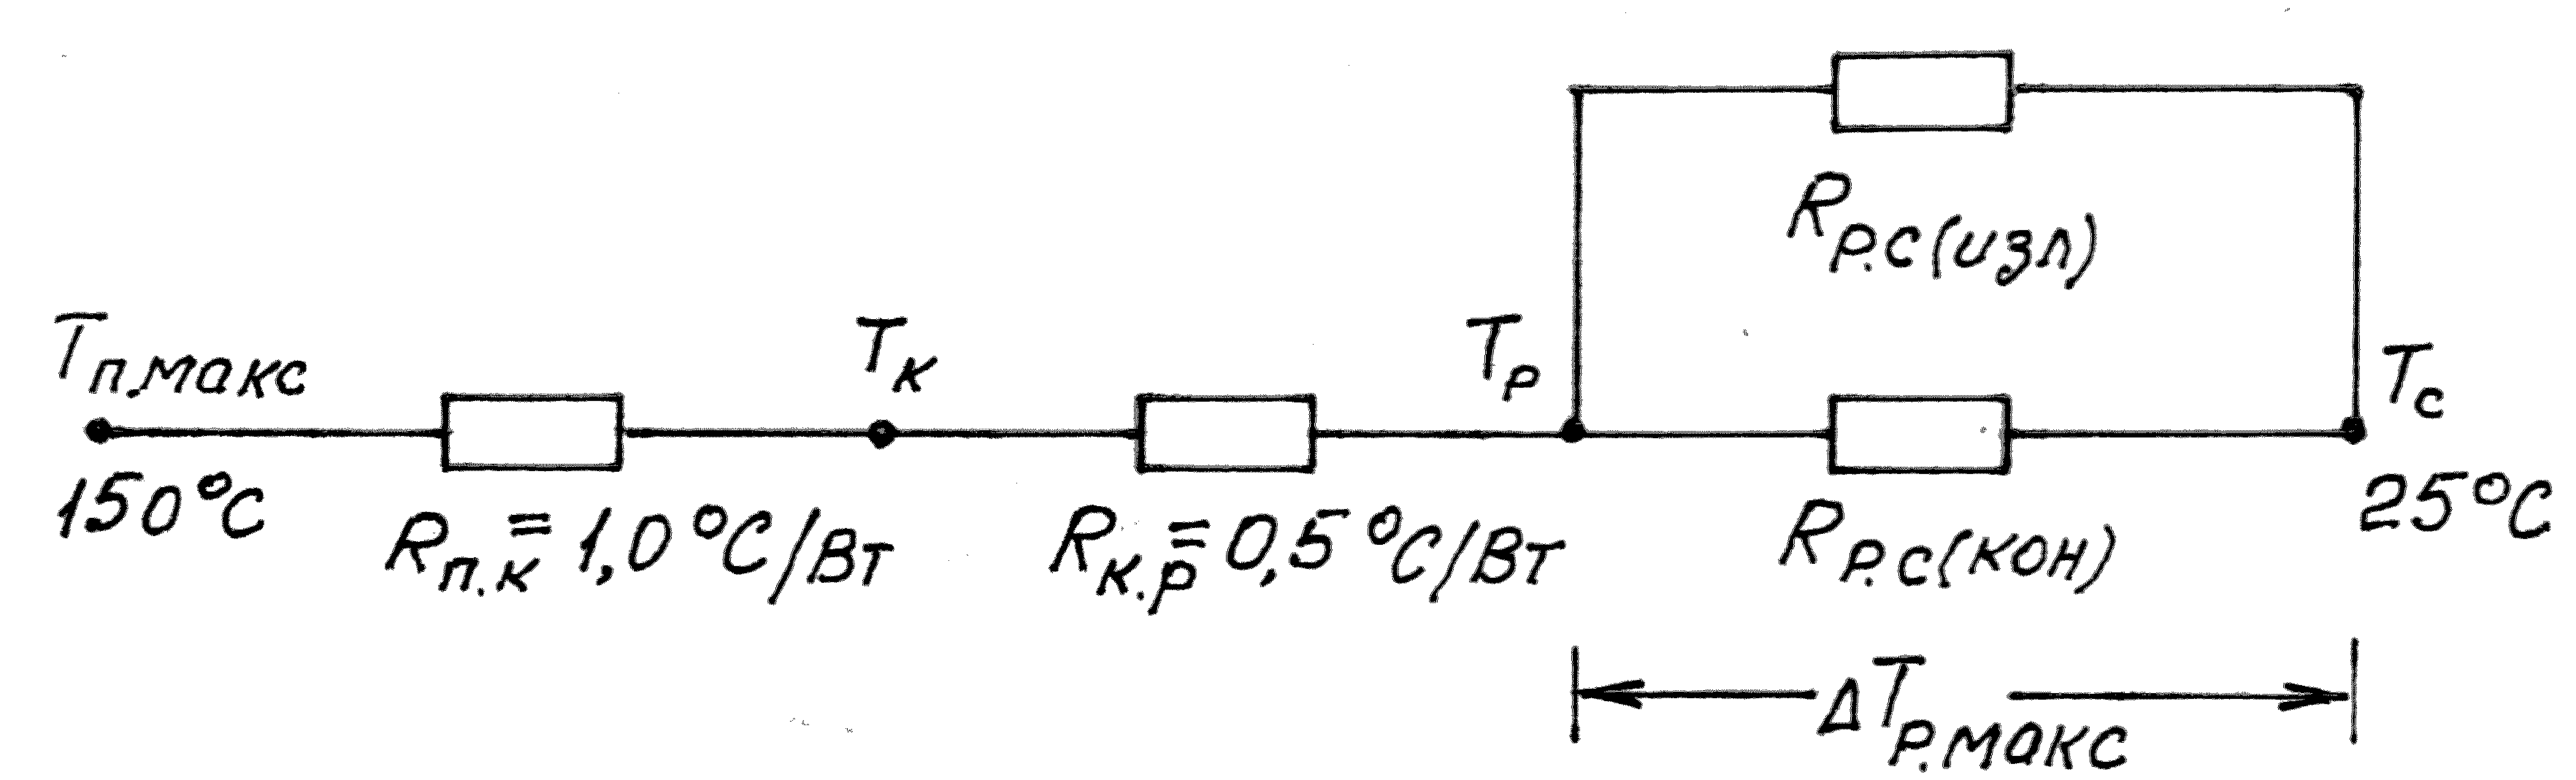 Rр.с(изл)
Tп.макс
Tк
Tр
Tс
150°C
Rп.к = 1,0°C/Вт
Rк.р = 0,5°C/Вт
Rр.с(кон)
25°C
ΔTр.макс